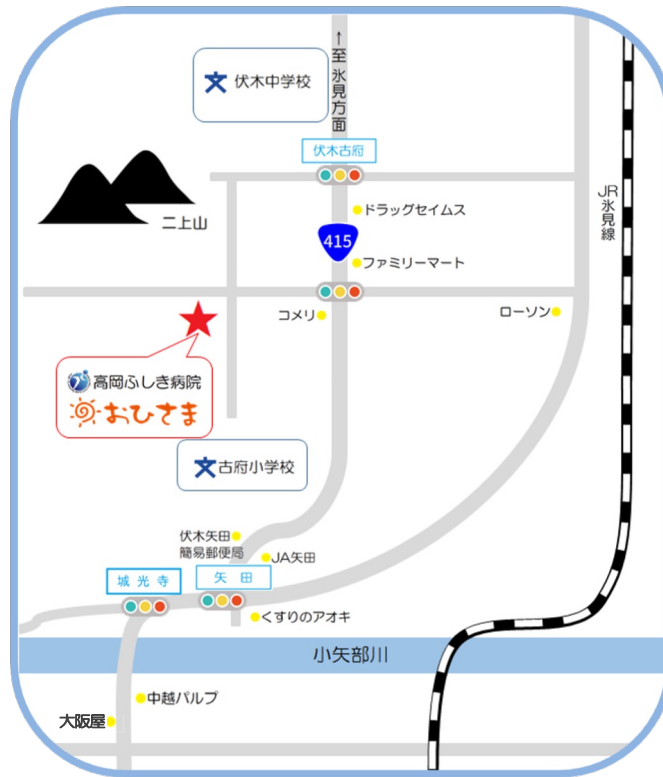 ↑至 氷見方面
伏木中学校
伏木古府
ドラッグセイムス
JR氷見線
二上山
415
ファミリーマート
コメリ
ローソン
高岡ふしき病院
おひさま
古府小学校
伏木矢田
簡易郵便局
JA矢田
城光寺
矢田
くすりのアオキ
小矢部川
中越パルプ
大阪屋